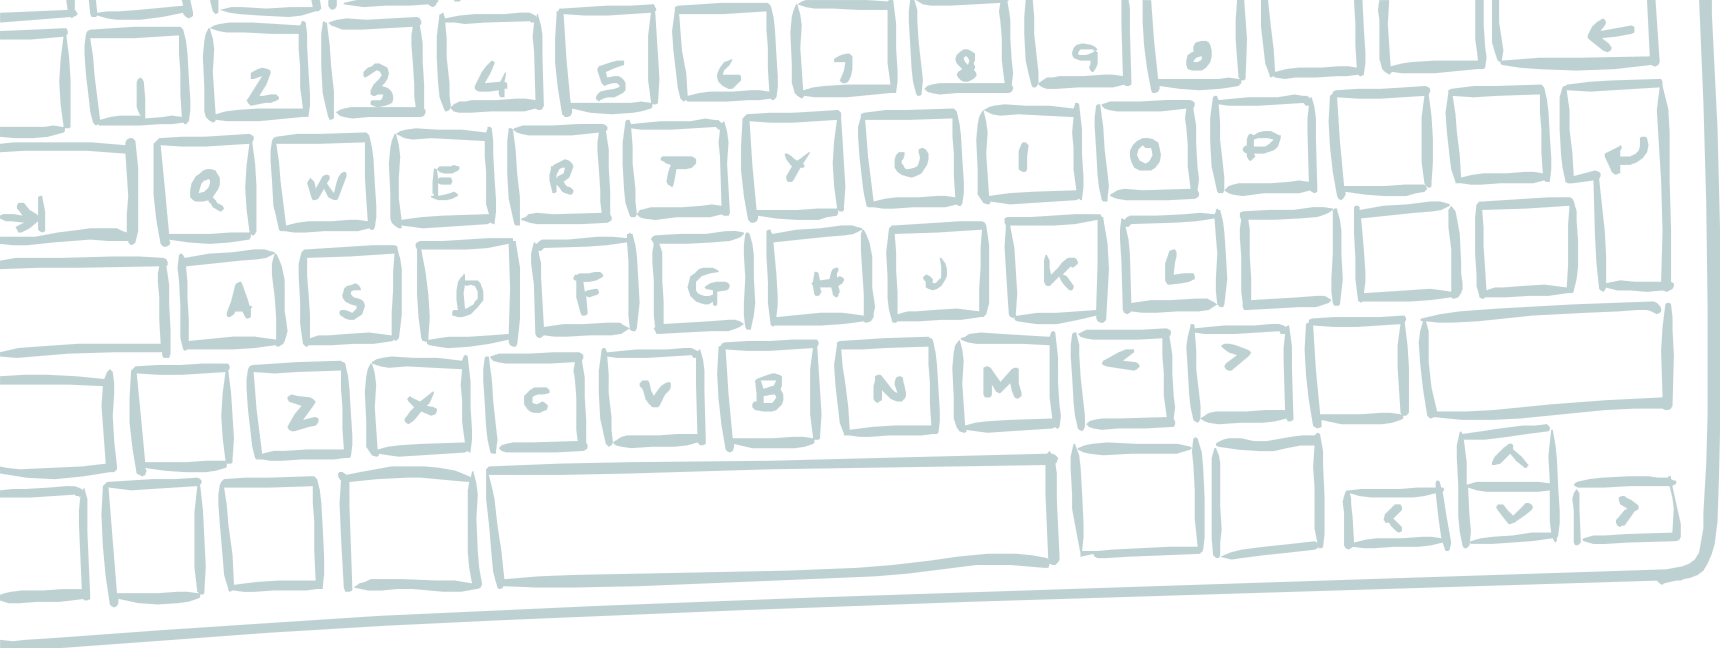 1 2 3 4 5 6 7 8 9 0 ←
→| Q W E R T Y U I O P ↵
A S D F G H J K L
Z X C V B N M < >
^
< v >